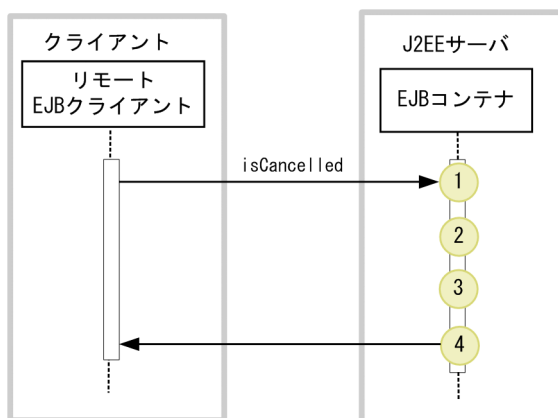 クライアント
リモート
EJBクライアント
J2EEサーバ
EJBコンテナ
isCancelled
1
2
3
4